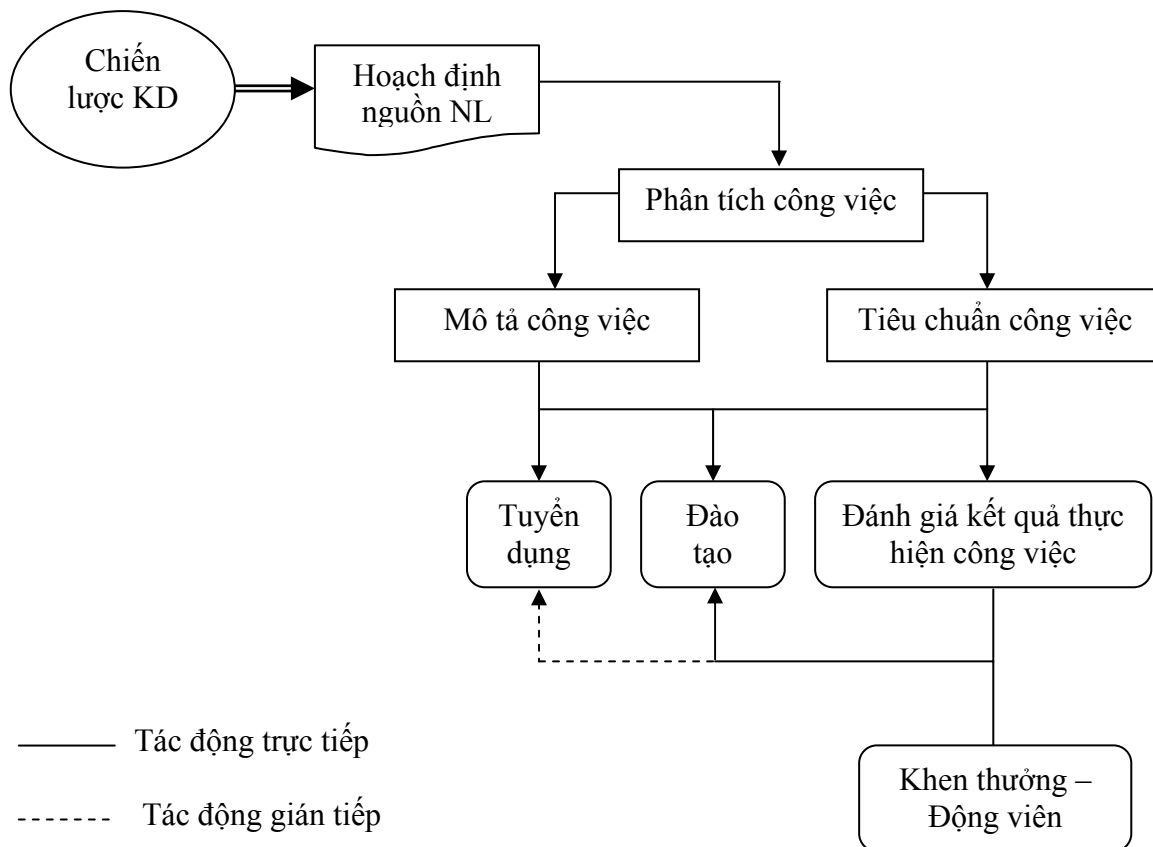 Chiến
lược KD
Hoạch định
nguồn NL
Phân tích công việc
Mô tả công việc
Tiêu chuẩn công việc
Tuyển
dụng
Đào
tạo
Đánh giá kết quả thực
hiện công việc
Tác động trực tiếp
Tác động gián tiếp
Khen thưởng –
Động viên